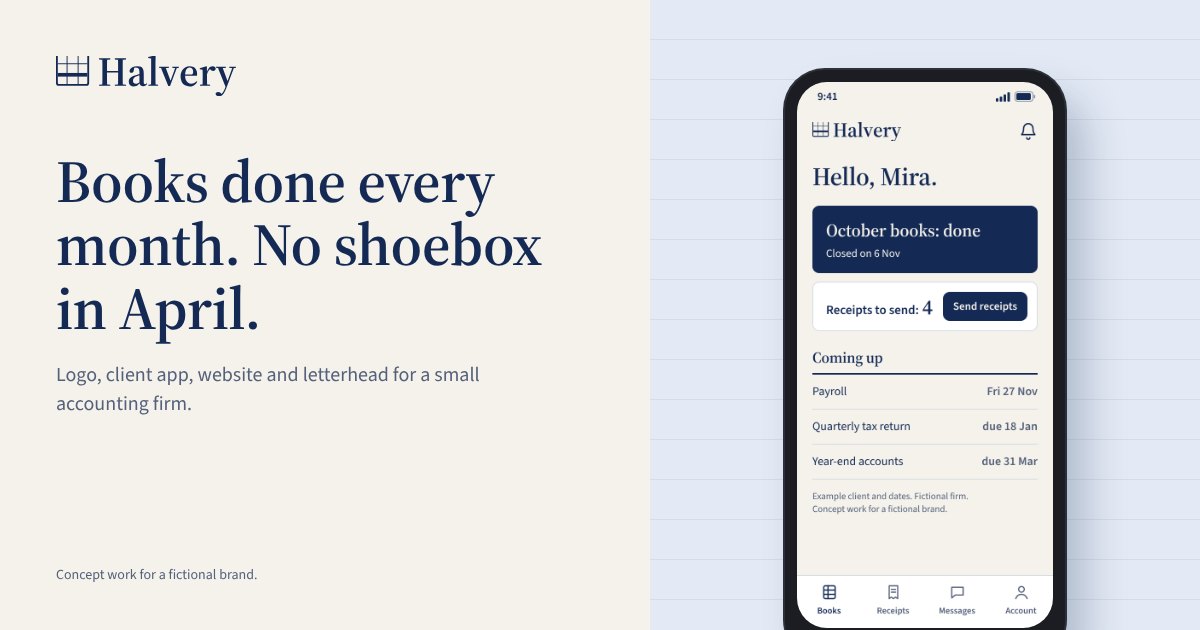 Halvery
Books done every
month. No shoebox
in April.
Logo, client app, website and letterhead for a small
accounting firm.
Concept work for a fictional brand.
9:41
Halvery
Hello, Mira.
October books: done
Closed on 6 Nov
Receipts to send: 4
Send receipts
Coming up
Payroll Fri 27 Nov
Quarterly tax return due 18 Jan
Year-end accounts due 31 Mar
Example client and dates. Fictional firm.
Concept work for a fictional brand.
Books Receipts Messages Account